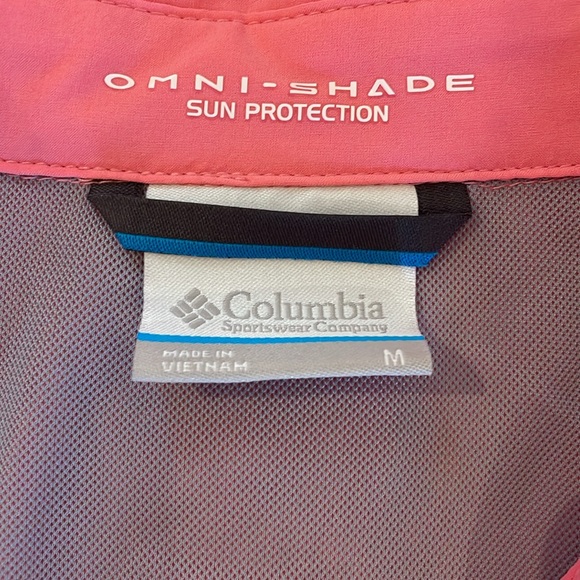 OMNI-SHADE
SUN PROTECTION
Columbia
Sportswear Company
MADE IN
VIETNAM
M